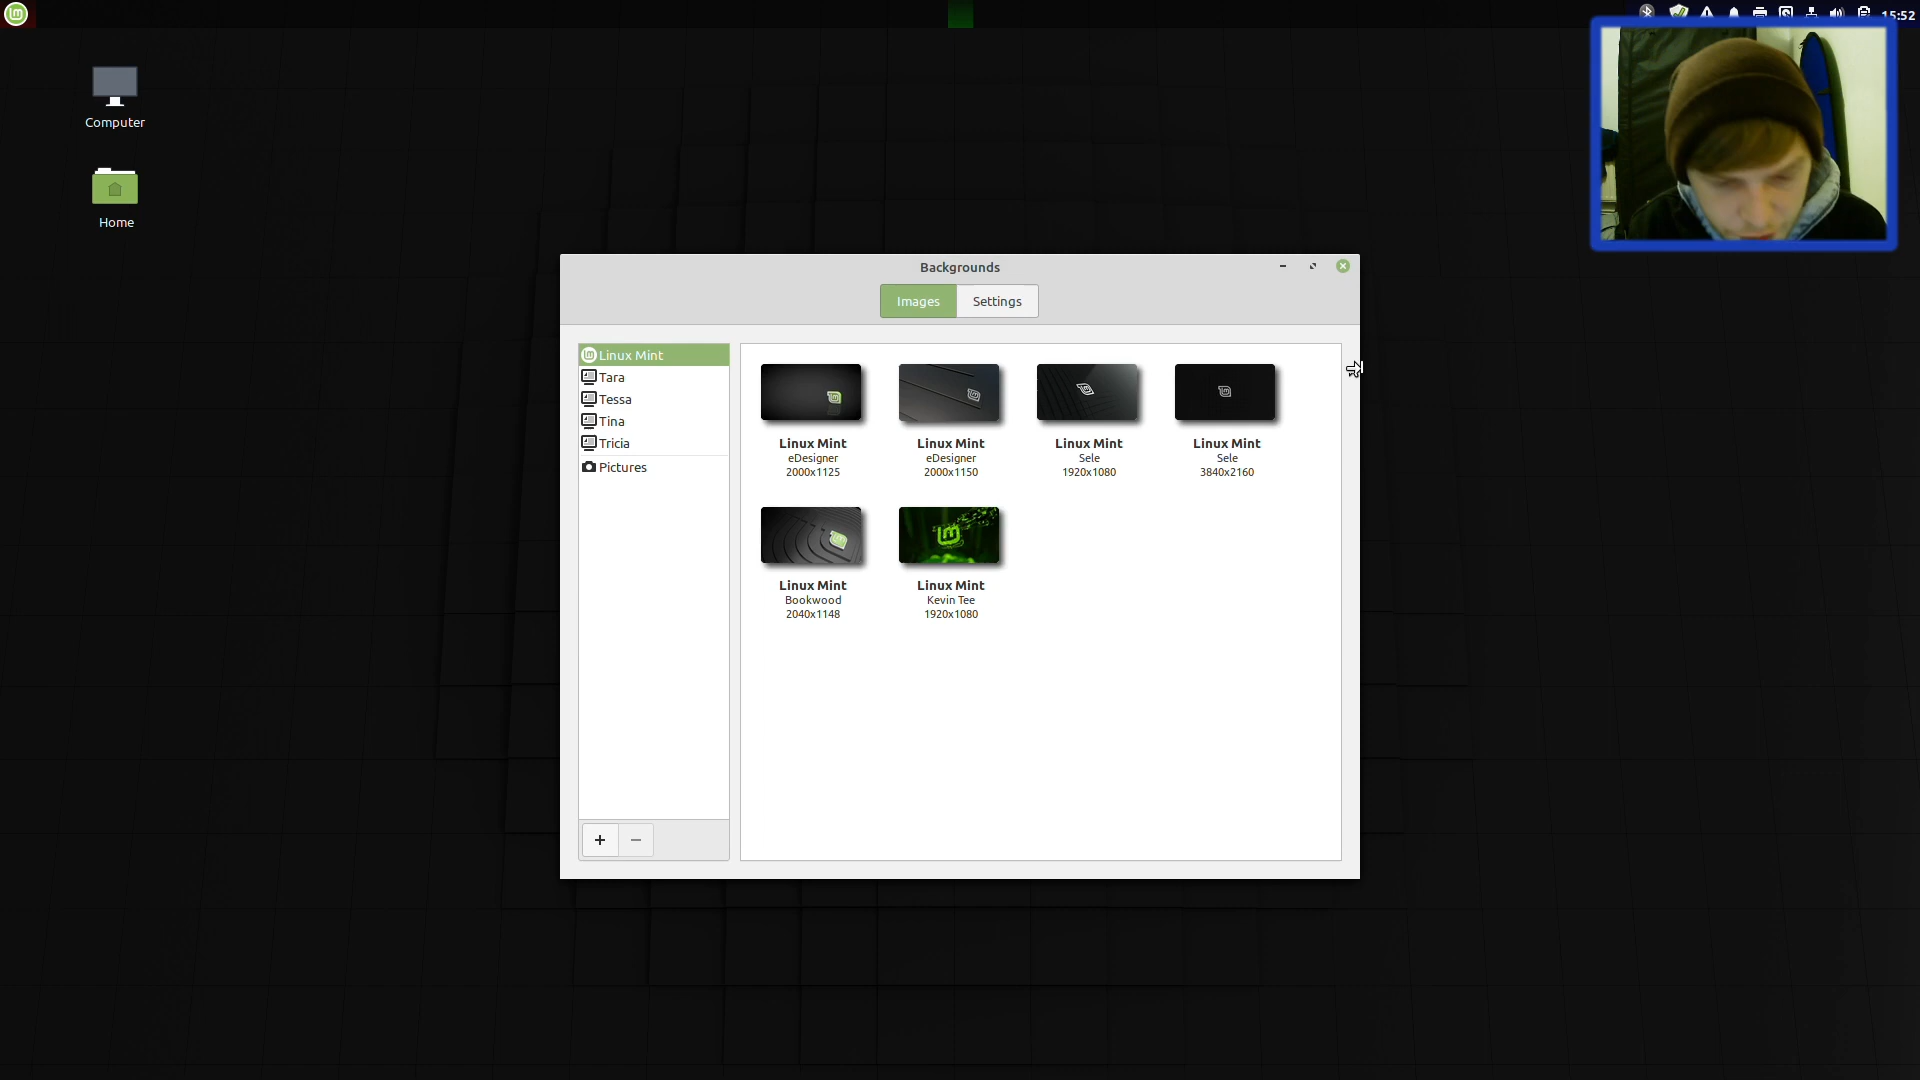 15:52
Computer
Home
Backgrounds
Images
Settings
Linux Mint
Tara
Tessa
Tina
Tricia
Pictures
Linux Mint
eDesigner
2000x1125
Linux Mint
eDesigner
2000x1150
Linux Mint
Sele
1920x1080
Linux Mint
Sele
3840x2160
Linux Mint
Bookwood
2040x1148
Linux Mint
Kevin Tee
1920x1080